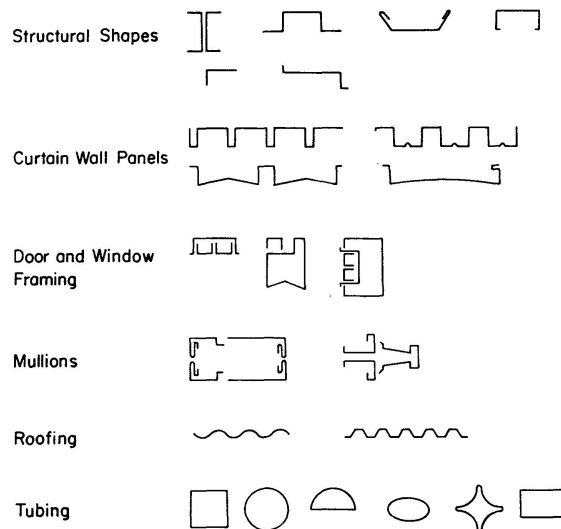 Structural Shapes
Curtain Wall Panels
Door and Window
Framing
Mullions
Roofing
Tubing